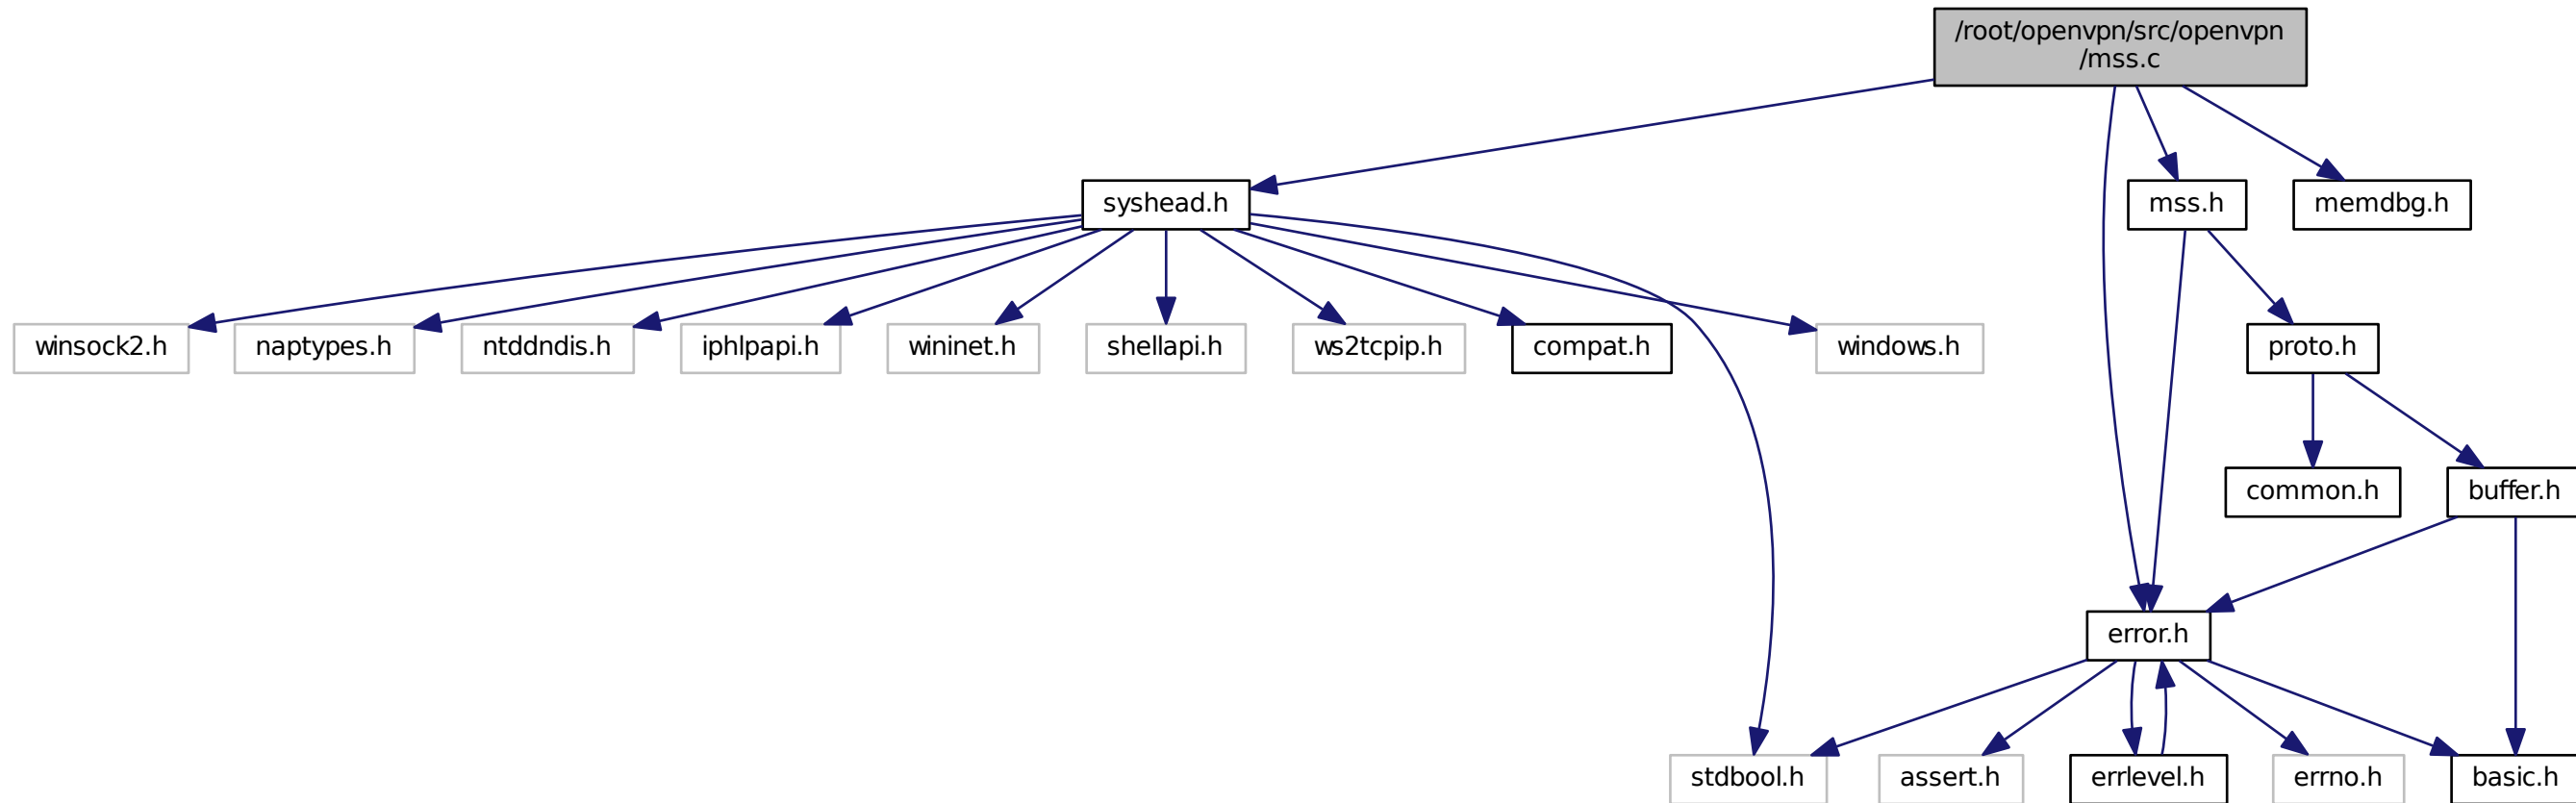 /root/openvpn/src/openvpn
/mss.c
syshead.h
mss.h
memdbg.h
winsock2.h
naptypes.h
ntddndis.h
iphlpapi.h
wininet.h
shellapi.h
ws2tcpip.h
compat.h
windows.h
proto.h
common.h
buffer.h
error.h
stdbool.h
assert.h
errlevel.h
errno.h
basic.h